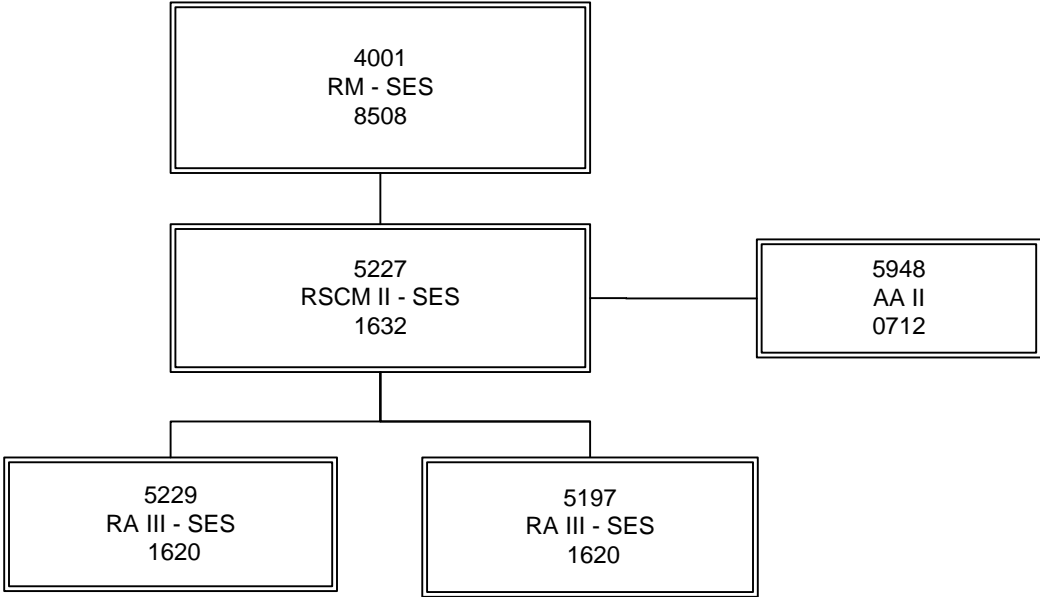 4001
RM - SES
8508
5227
RSCM II - SES
1632
5948
AA II
0712
5229
RA III - SES
1620
5197
RA III - SES
1620